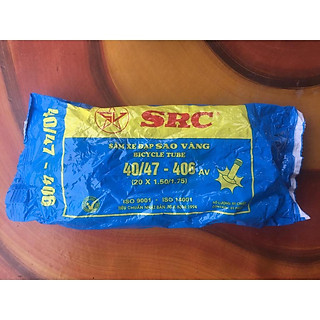 SRC
SĂM XE ĐẠP SAO VÀNG
BICYCLE TUBE
40/47 - 406 AV
(20 X 1.50/1.75)
ISO 9001 - ISO 14001
40/47 - 406